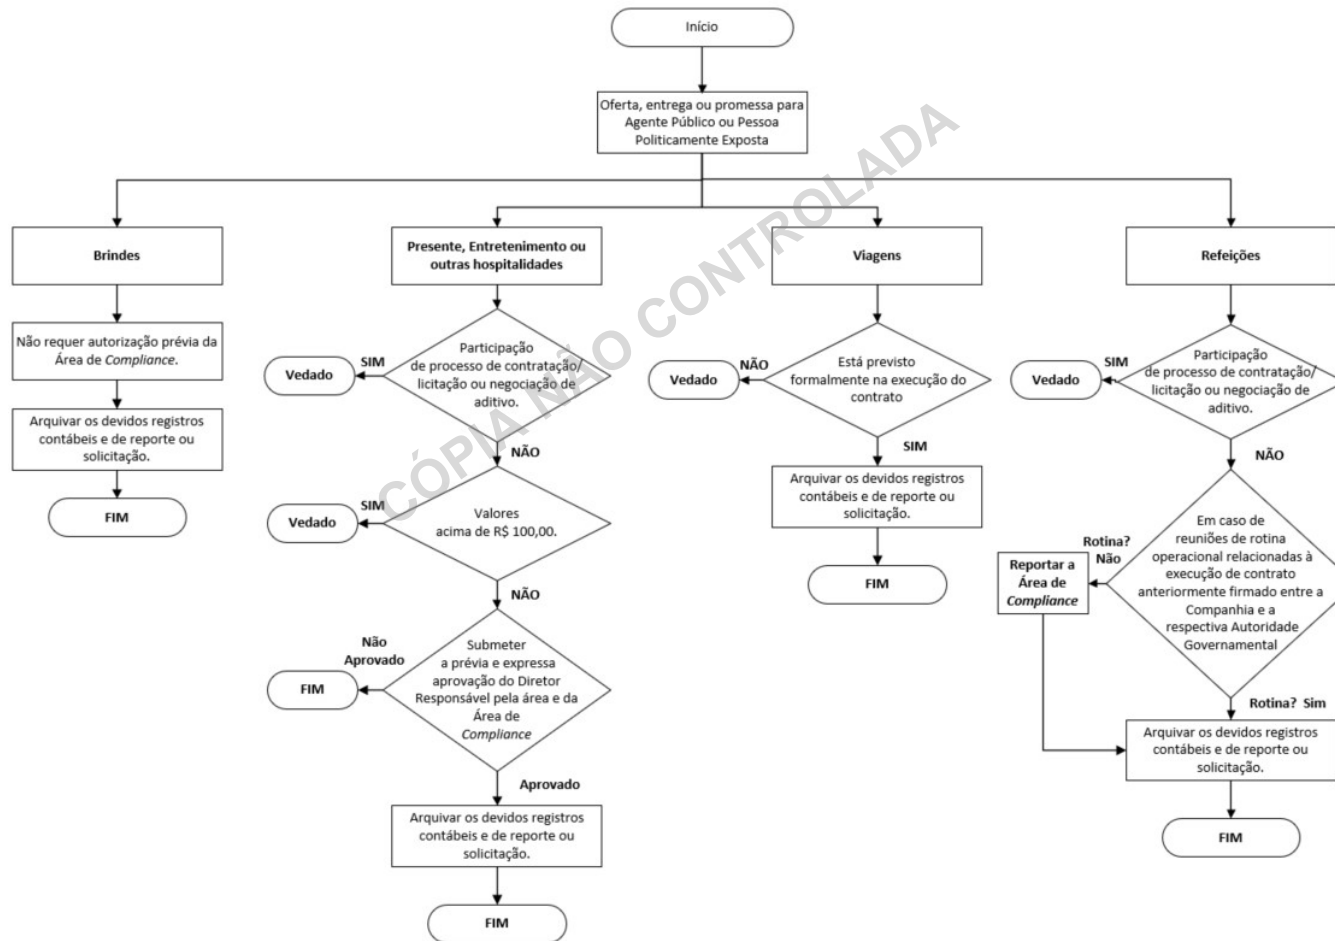 Início
Oferta, entrega ou promessa para
Agente Público ou Pessoa
Politicamente Exposta
Brindes
Não requer autorização prévia da
Área de Compliance.
Arquivar os devidos registros
contábeis e de reporte ou
solicitação.
FIM
Presente, Entretenimento ou
outras hospitalidades
Participação
de processo de contratação/
licitação ou negociação de
aditivo.
SIM
Vedado
NÃO
Valores
acima de R$ 100,00.
SIM
Vedado
NÃO
Submeter
a prévia e expressa
aprovação do Diretor
Responsável pela área e da
Área de
Compliance
Não
Aprovado
FIM
Aprovado
Arquivar os devidos registros
contábeis e de reporte ou
solicitação.
FIM
Viagens
Está previsto
formalmente na execução do
contrato
NÃO
Vedado
SIM
Arquivar os devidos registros
contábeis e de reporte ou
solicitação.
FIM
Refeições
Participação
de processo de contratação/
licitação ou negociação de
aditivo.
SIM
Vedado
NÃO
Em caso de
reuniões de rotina
operacional relacionadas à
execução de contrato
anteriormente firmado entre a
Companhia e a
respectiva Autoridade
Governamental
Rotina?
Não
Reportar a
Área de
Compliance
Rotina? Sim
Arquivar os devidos registros
contábeis e de reporte ou
solicitação.
FIM
CÓPIA NÃO CONTROLADA